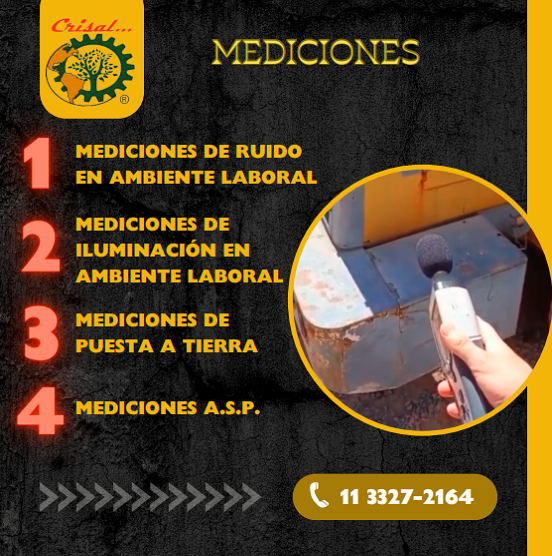 Crisal...
®
MEDICIONES
1
MEDICIONES DE RUIDO
EN AMBIENTE LABORAL
2
MEDICIONES DE
ILUMINACIÓN EN
AMBIENTE LABORAL
3
MEDICIONES DE
PUESTA A TIERRA
4
MEDICIONES A.S.P.
11 3327-2164